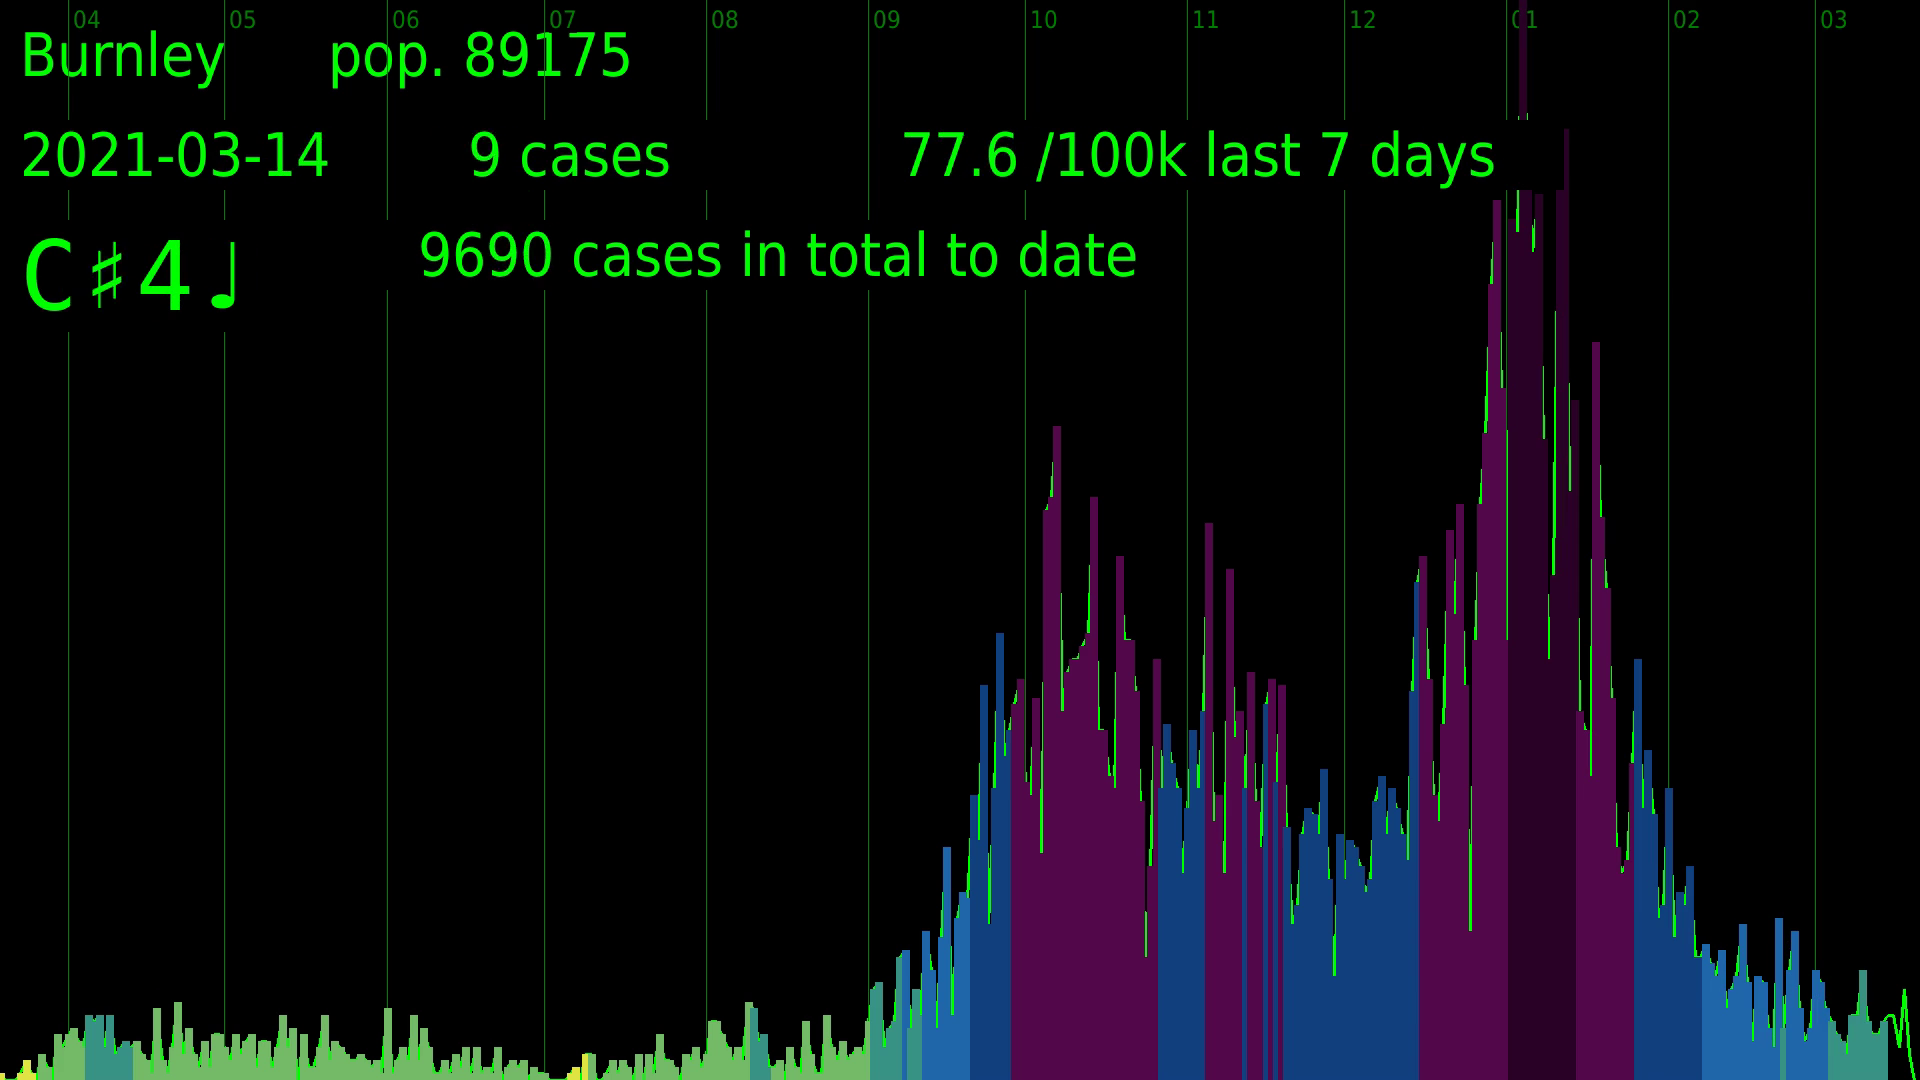 04 05 06 07 08 09 10 11 12 01 02 03
Burnley pop. 89175
2021-03-14 9 cases 77.6 /100k last 7 days
C♯4♩ 9690 cases in total to date